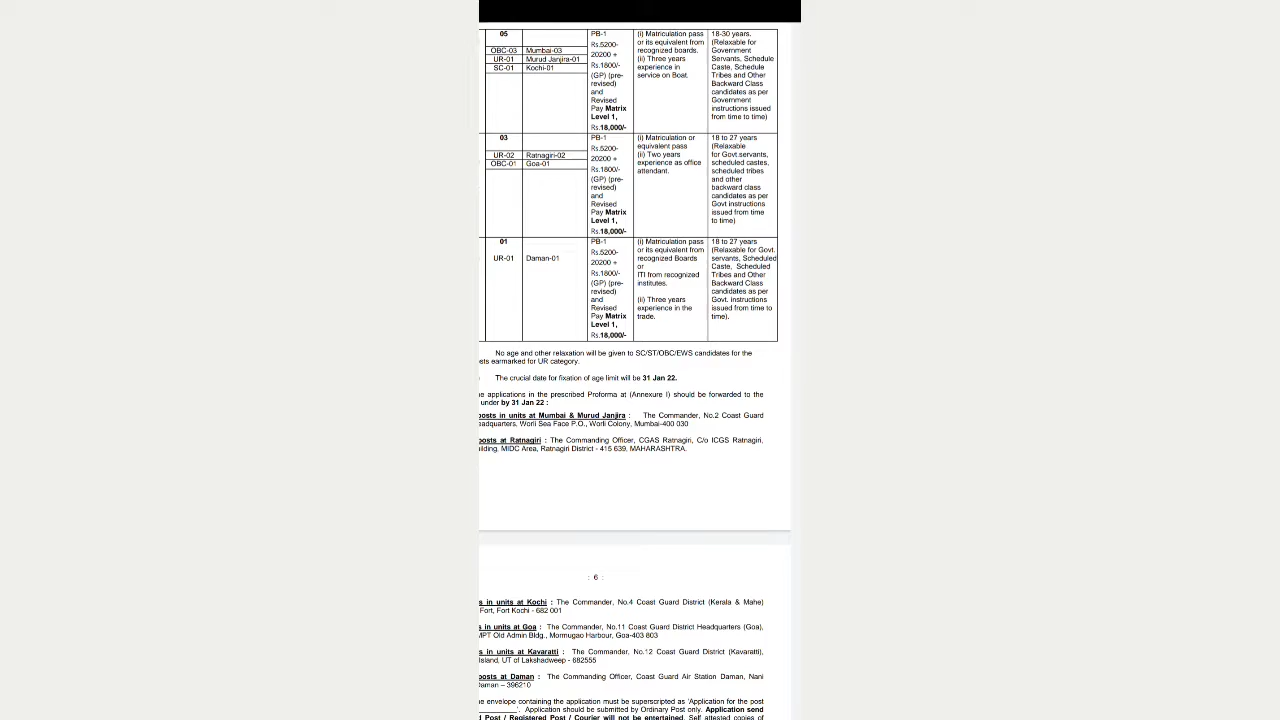 05
OBC-03 Mumbai-03
UR-01 Murud Janjira-01
SC-01 Kochi-01
PB-1
Rs.5200-
20200 +
Rs.1800/-
(GP) (pre-
revised)
and
Revised
Pay Matrix
Level 1,
Rs.18,000/-
(i) Matriculation pass
or its equivalent from
recognized boards.
(ii) Three years
experience in
service on Boat.
18-30 years.
(Relaxable for
Government
Servants, Schedule
Caste, Schedule
Tribes and Other
Backward Class
candidates as per
Government
instructions issued
from time to time)
03
UR-02 Ratnagiri-02
OBC-01 Goa-01
PB-1
Rs.5200-
20200 +
Rs.1800/-
(GP) (pre-
revised)
and
Revised
Pay Matrix
Level 1,
Rs.18,000/-
(i) Matriculation or
equivalent pass
(ii) Two years
experience as office
attendant.
18 to 27 years
(Relaxable
for Govt.servants,
scheduled castes,
scheduled tribes
and other
backward class
candidates as per
Govt instructions
issued from time
to time)
01
UR-01 Daman-01
PB-1
Rs.5200-
20200 +
Rs.1800/-
(GP) (pre-
revised)
and
Revised
Pay Matrix
Level 1,
Rs.18,000/-
(i) Matriculation pass
or its equivalent from
recognized Boards
or
ITI from recognized
institutes.
(ii) Three years
experience in the
trade.
18 to 27 years
(Relaxable for Govt.
servants, Scheduled
Caste, Scheduled
Tribes and Other
Backward Class
candidates as per
Govt. instructions
issued from time to
time).
No age and other relaxation will be given to SC/ST/OBC/EWS candidates for the
ets earmarked for UR category.
The crucial date for fixation of age limit will be 31 Jan 22.
e applications in the prescribed Proforma at (Annexure I) should be forwarded to the
under by 31 Jan 22 :
posts in units at Mumbai & Murud Janjira : The Commander, No.2 Coast Guard
eadquarters, Worli Sea Face P.O., Worli Colony, Mumbai-400 030
posts at Ratnagiri : The Commanding Officer, CGAS Ratnagiri, C/o ICGS Ratnagiri,
ilding, MIDC Area, Ratnagiri District - 415 639, MAHARASHTRA.
: 6 :
s in units at Kochi : The Commander, No.4 Coast Guard District (Kerala & Mahe)
Fort, Fort Kochi - 682 001
s in units at Goa : The Commander, No.11 Coast Guard District Headquarters (Goa),
MPT Old Admin Bldg., Mormugao Harbour, Goa-403 803
s in units at Kavaratti : The Commander, No.12 Coast Guard District (Kavaratti),
Island, UT of Lakshadweep - 682555
posts at Daman : The Commanding Officer, Coast Guard Air Station Daman, Nani
Daman – 396210
e envelope containing the application must be superscripted as 'Application for the post
__________'. Application should be submitted by Ordinary Post only. Application send
d Post / Registered Post / Courier will not be entertained. Self attested copies of